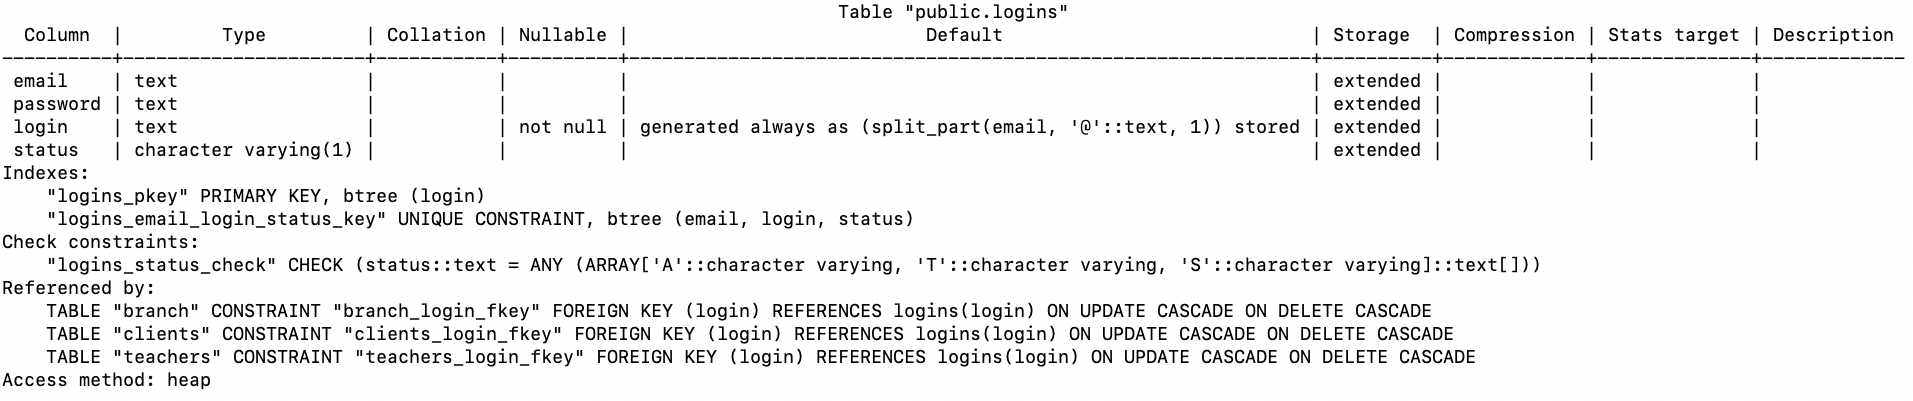 Table "public.logins"
Column | Type | Collation | Nullable | Default | Storage | Compression | Stats target | Description
----------+----------------------+-----------+----------+--------------------------------------------------------------+----------+-------------+--------------+-------------
email | text | | | | extended | | |
password | text | | | | extended | | |
login | text | | not null | generated always as (split_part(email, '@'::text, 1)) stored | extended | | |
status | character varying(1) | | | | extended | | |
Indexes:
"logins_pkey" PRIMARY KEY, btree (login)
"logins_email_login_status_key" UNIQUE CONSTRAINT, btree (email, login, status)
Check constraints:
"logins_status_check" CHECK (status::text = ANY (ARRAY['A'::character varying, 'T'::character varying, 'S'::character varying]::text[]))
Referenced by:
TABLE "branch" CONSTRAINT "branch_login_fkey" FOREIGN KEY (login) REFERENCES logins(login) ON UPDATE CASCADE ON DELETE CASCADE
TABLE "clients" CONSTRAINT "clients_login_fkey" FOREIGN KEY (login) REFERENCES logins(login) ON UPDATE CASCADE ON DELETE CASCADE
TABLE "teachers" CONSTRAINT "teachers_login_fkey" FOREIGN KEY (login) REFERENCES logins(login) ON UPDATE CASCADE ON DELETE CASCADE
Access method: heap